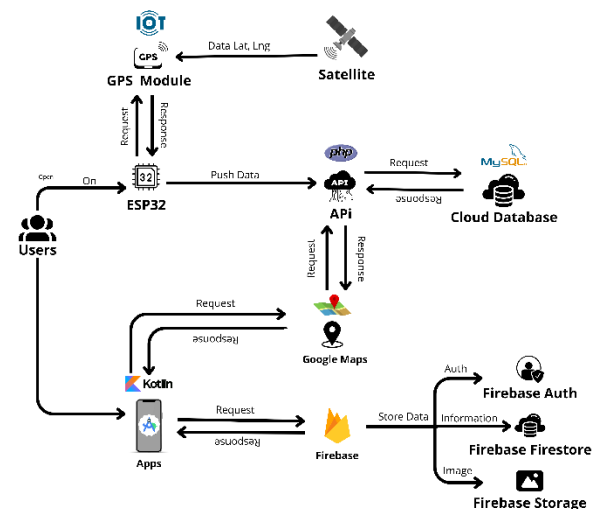 IOT
GPS
GPS Module
Data Lat, Lng
Satellite
Request
Response
php
MySQL
Open
On
32
ESP32
Push Data
API
APi
Request
Response
Cloud Database
Users
Request
Response
Request
Response
Google Maps
Kotlin
Apps
Request
Response
Firebase
Store Data
Auth
Firebase Auth
Information
Firebase Firestore
Image
Firebase Storage